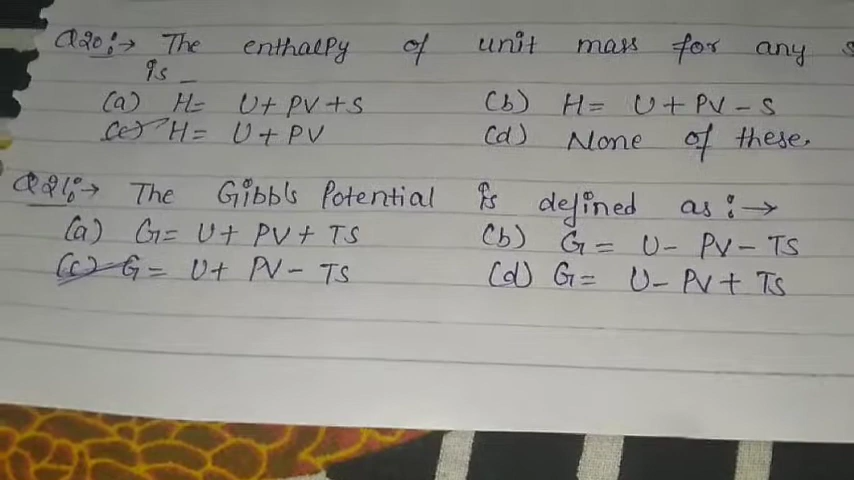 Q20:→ The enthalpy of unit mass for any s
is _
(a) H= U+PV+S (b) H= U+PV-S
(c) H= U+PV (d) None of these.
Q21:→ The Gibb's Potential is defined as:→
(a) G= U+ PV+TS (b) G= U- PV-TS
(c) G= U+ PV- TS (d) G= U- PV+ TS